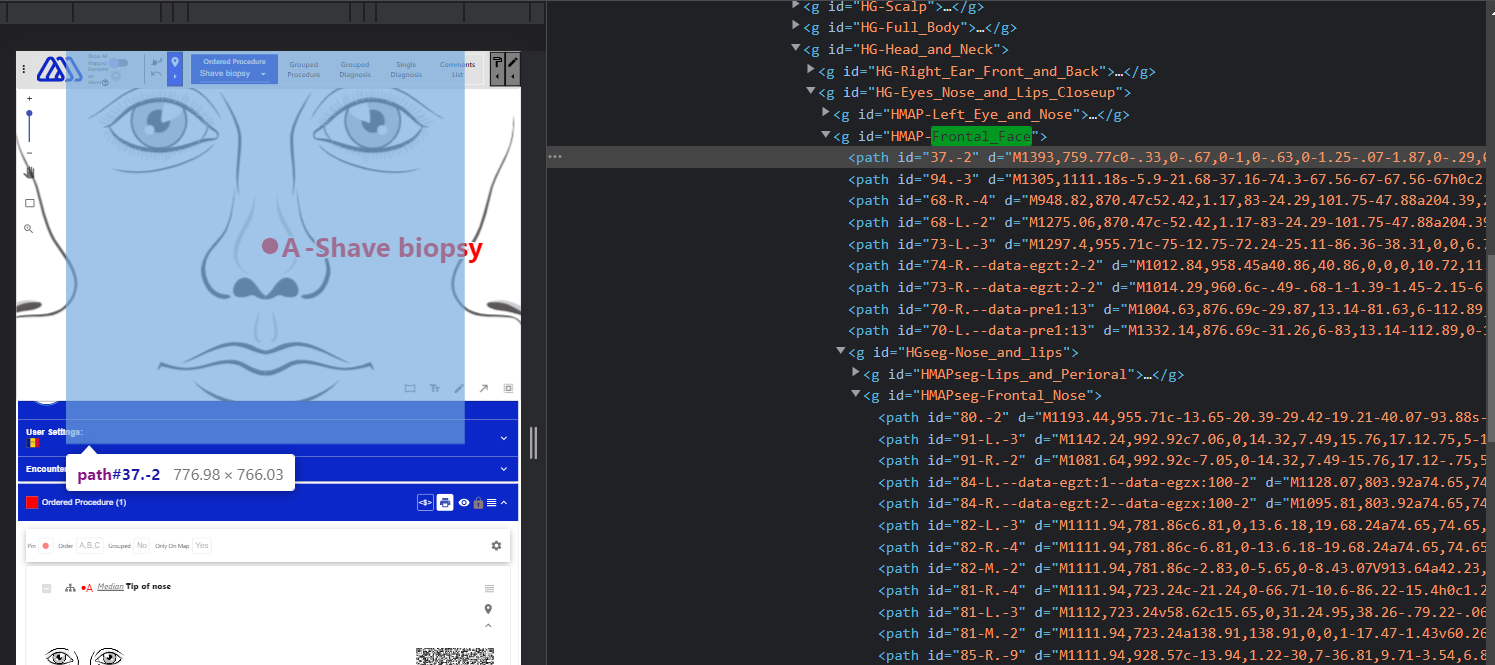 <g id="HG-Scalp">…</g>
<g id="HG-Full_Body">…</g>
<g id="HG-Head_and_Neck">
<g id="HG-Right_Ear_Front_and_Back">…</g>
<g id="HG-Eyes_Nose_and_Lips_Closeup">
<g id="HMAP-Left_Eye_and_Nose">…</g>
<g id="HMAP-Frontal_Face">
<path id="37.-2" d="M1393,759.77c0-.33,0-.67,0-1,0-.63,0-1.25-.07-1.87,0-.29,0
<path id="94.-3" d="M1305,1111.18s-5.9-21.68-37.16-74.3-67.56-67-67.56-67h0c2
<path id="68-R.-4" d="M948.82,870.47c52.42,1.17,83-24.29,101.75-47.88a204.39,2
<path id="68-L.-2" d="M1275.06,870.47c-52.42,1.17-83-24.29-101.75-47.88a204.39
<path id="73-L.-3" d="M1297.4,955.71c-75-12.75-72.24-25.11-86.36-38.31,0,0,6.7
<path id="74-R.--data-egzt:2-2" d="M1012.84,958.45a40.86,40.86,0,0,0,10.72,11
<path id="73-R.--data-egzt:2-2" d="M1014.29,960.6c-.49-.68-1-1.39-1.45-2.15-6
<path id="70-R.--data-pre1:13" d="M1004.63,876.69c-29.87,13.14-81.63,6-112.89,
<path id="70-L.--data-pre1:13" d="M1332.14,876.69c-31.26,6-83,13.14-112.89,0-1
<g id="HGseg-Nose_and_lips">
<g id="HMAPseg-Lips_and_Perioral">…</g>
<g id="HMAPseg-Frontal_Nose">
<path id="80.-2" d="M1193.44,955.71c-13.65-20.39-29.42-19.21-40.07-93.88s-
<path id="91-L.-3" d="M1142.24,992.92c7.06,0,14.32,7.49,15.76,17.12.75,5-1
<path id="91-R.-2" d="M1081.64,992.92c-7.05,0-14.32,7.49-15.76,17.12-.75,5
<path id="84-L.--data-egzt:1--data-egzx:100-2" d="M1128.07,803.92a74.65,74
<path id="84-R.--data-egzt:2--data-egzx:100-2" d="M1095.81,803.92a74.65,74
<path id="82-L.-3" d="M1111.94,781.86c6.81,0,13.6.18,19.68.24a74.65,74.65,
<path id="82-R.-4" d="M1111.94,781.86c-6.81,0-13.6.18-19.68.24a74.65,74.65
<path id="82-M.-2" d="M1111.94,781.86c-2.83,0-5.65,0-8.43.07V913.64a42.23,
<path id="81-R.-4" d="M1111.94,723.24c-21.24,0-66.71-10.6-86.22-15.4h0c1.2
<path id="81-L.-3" d="M1112,723.24v58.62c15.65,0,31.24.95,38.26-.79.22-.06
<path id="81-M.-2" d="M1111.94,723.24a138.91,138.91,0,0,1-17.47-1.43v60.26
<path id="85-R.-9" d="M1111.94,928.57c-13.94,1.22-30,7-36.81,9.71-3.54,6.8
Ordered Procedure
Shave biopsy
Grouped Procedure
Grouped Diagnosis
Single Diagnosis
Comments List
A -Shave biopsy
Tr
User Settings:
Encounte
path#37.-2 776.98 × 766.03
Ordered Procedure (1)
Pin Order A,B,C Grouped No Only On Map Yes
A Median Tip of nose